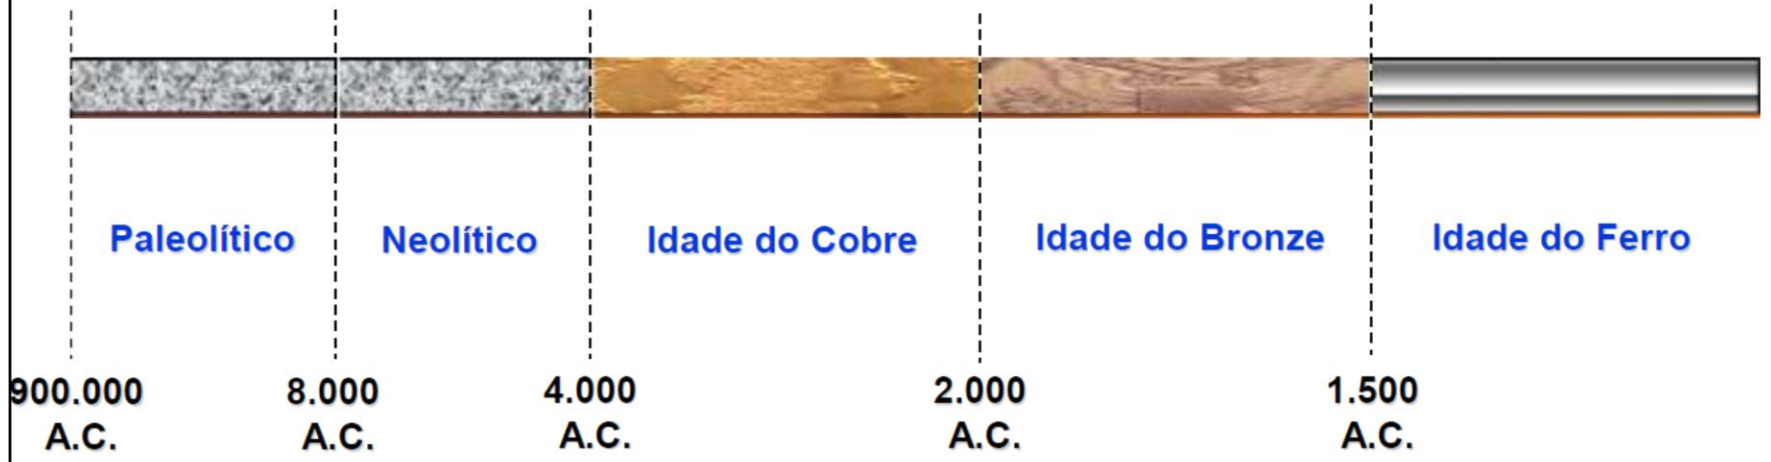 Paleolítico
Neolítico
Idade do Cobre
Idade do Bronze
Idade do Ferro
900.000
A.C.
8.000
A.C.
4.000
A.C.
2.000
A.C.
1.500
A.C.